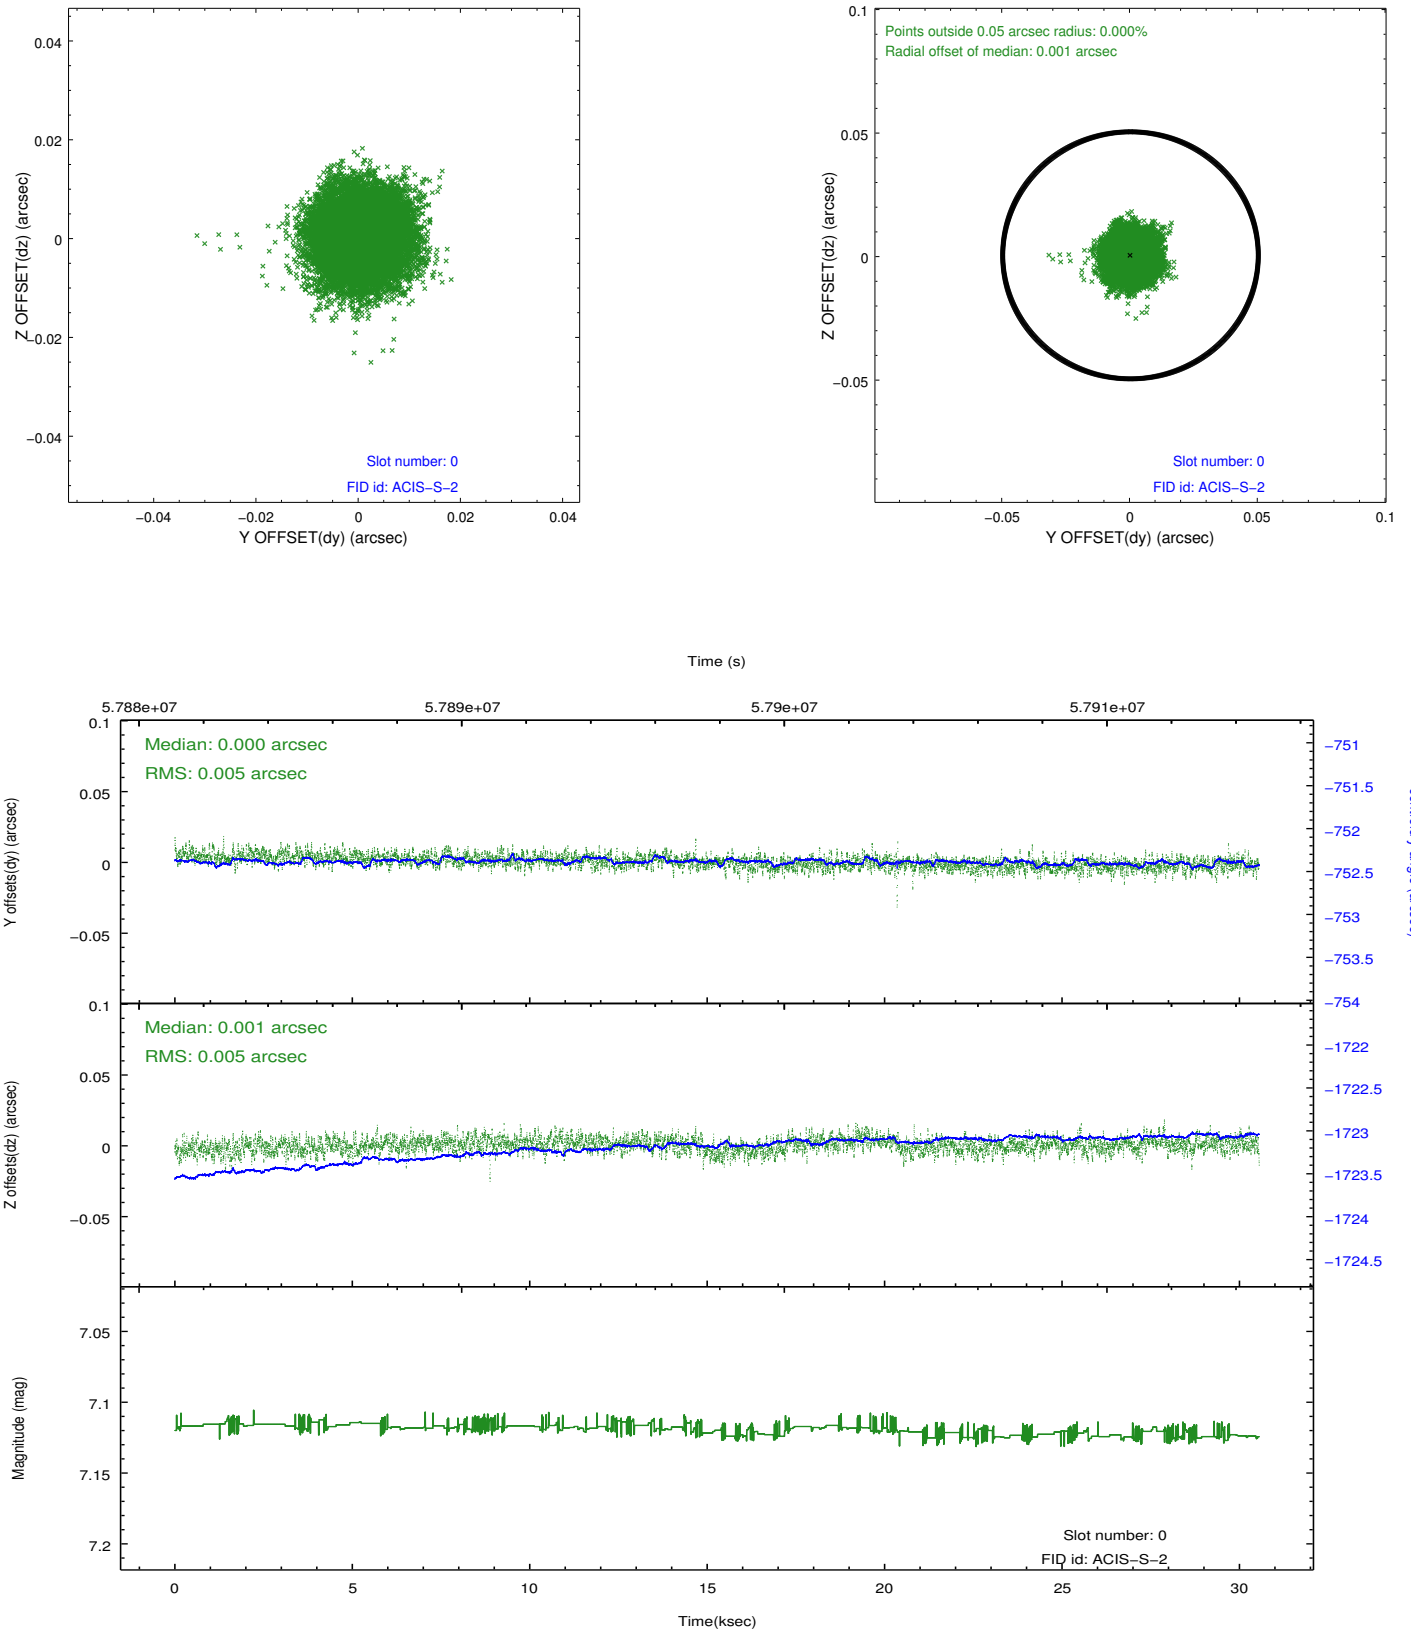 0.04
0.02
0
−0.02
−0.04
Z OFFSET(dz) (arcsec)
Slot number: 0
FID id: ACIS−S−2
−0.04
−0.02
0
0.02
0.04
Y OFFSET(dy) (arcsec)
0.1
0.05
0
−0.05
Z OFFSET(dz) (arcsec)
Points outside 0.05 arcsec radius: 0.000%
Radial offset of median: 0.001 arcsec
Slot number: 0
FID id: ACIS−S−2
−0.05
0
0.05
0.1
Y OFFSET(dy) (arcsec)
Time (s)
5.788e+07
5.789e+07
5.79e+07
5.791e+07
0.1
0.05
0
−0.05
Y offsets(dy) (arcsec)
Median: 0.000 arcsec
RMS: 0.005 arcsec
−751
−751.5
−752
−752.5
−753
−753.5
−754
0.1
0.05
0
−0.05
Z offsets(dz) (arcsec)
Median: 0.001 arcsec
RMS: 0.005 arcsec
−1722
−1722.5
−1723
−1723.5
−1724
−1724.5
7.05
7.1
7.15
7.2
Magnitude (mag)
Slot number: 0
FID id: ACIS−S−2
0
5
10
15
20
25
30
Time(ksec)